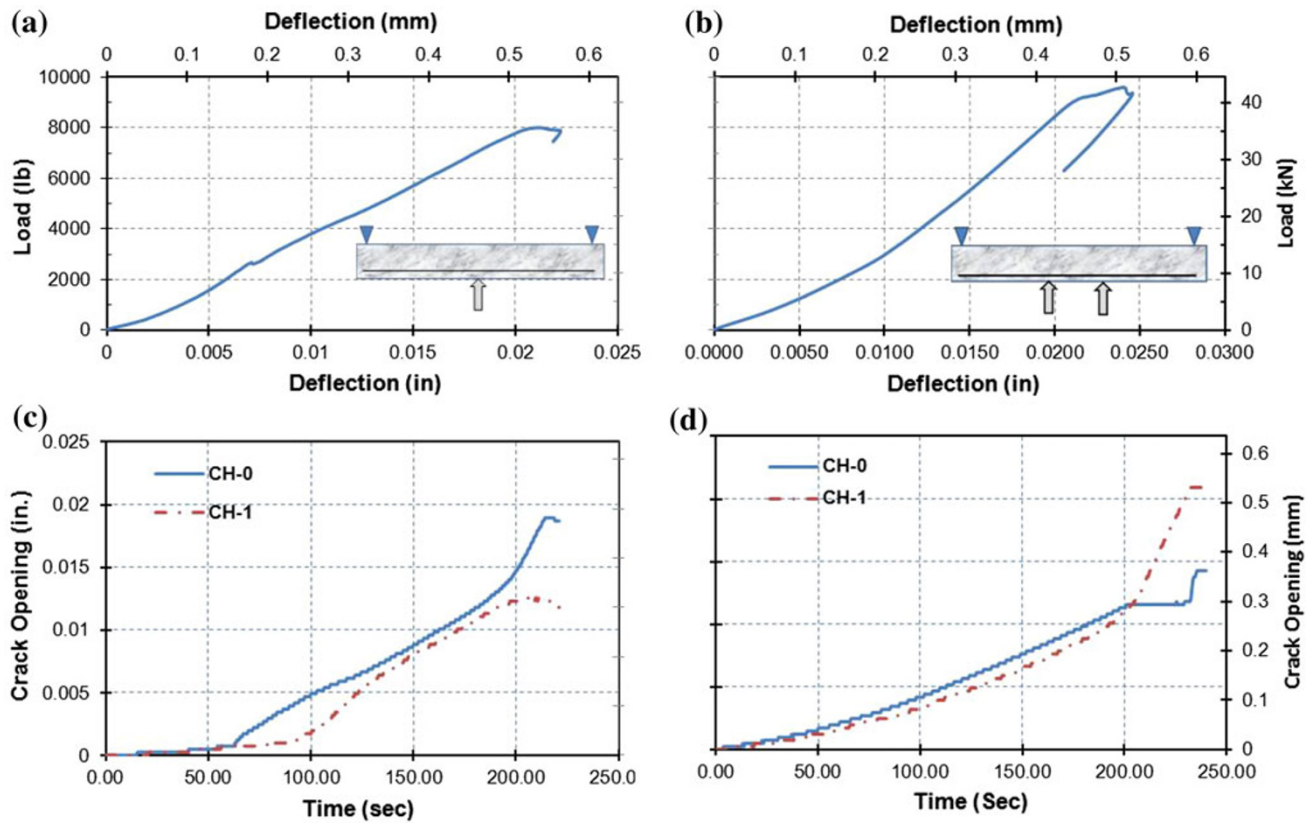 (a)
Deflection (mm)
0 0.1 0.2 0.3 0.4 0.5 0.6
10000
8000
6000
4000
2000
0
Load (lb)
0 0.005 0.01 0.015 0.02 0.025
Deflection (in)
(b)
Deflection (mm)
0 0.1 0.2 0.3 0.4 0.5 0.6
40
30
20
10
0
Load (kN)
0.0000 0.0050 0.0100 0.0150 0.0200 0.0250 0.0300
Deflection (in)
(c)
0.025
0.02
0.015
0.01
0.005
0
Crack Opening (in.)
CH-0
CH-1
0.00 50.00 100.00 150.00 200.00 250.00
Time (sec)
(d)
CH-0
CH-1
0.6
0.5
0.4
0.3
0.2
0.1
0
Crack Opening (mm)
0.00 50.00 100.00 150.00 200.00 250.00
Time (Sec)